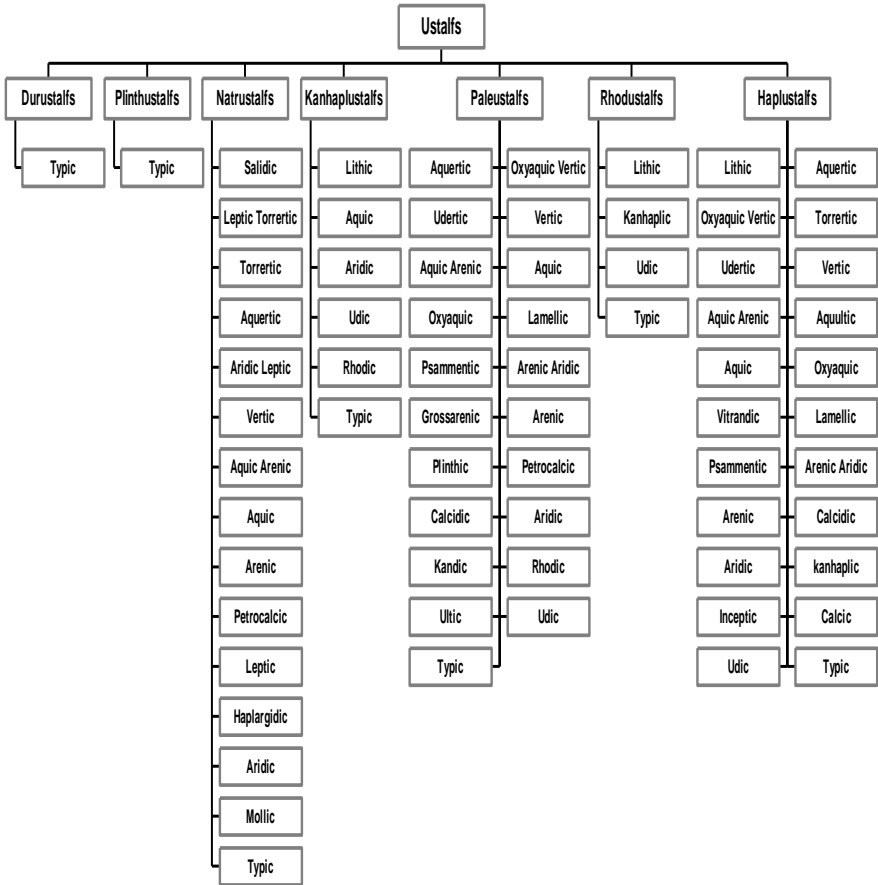 Ustalfs
Durustalfs
Plinthustalfs
Natrustalfs
Kanhaplustalfs
Paleustalfs
Rhodustalfs
Haplustalfs
Typic
Typic
Salidic
Leptic Torrertic
Torrertic
Aquertic
Aridic Leptic
Vertic
Aquic Arenic
Aquic
Arenic
Petrocalcic
Leptic
Haplargidic
Aridic
Mollic
Typic
Lithic
Aquic
Aridic
Udic
Rhodic
Typic
Aquertic
Oxyaquic Vertic
Udertic
Vertic
Aquic Arenic
Aquic
Oxyaquic
Lamellic
Psammentic
Arenic Aridic
Grossarenic
Arenic
Plinthic
Petrocalcic
Calcidic
Aridic
Kandic
Rhodic
Ultic
Udic
Typic
Lithic
Kanhaplic
Udic
Typic
Lithic
Aquertic
Oxyaquic Vertic
Torrertic
Udertic
Vertic
Aquic Arenic
Aquultic
Aquic
Oxyaquic
Vitrandic
Lamellic
Psammentic
Arenic Aridic
Arenic
Calcidic
Aridic
kanhaplic
Inceptic
Calcic
Udic
Typic